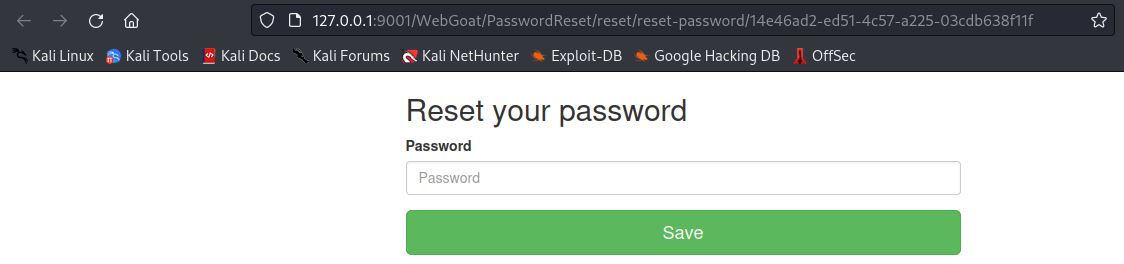 127.0.0.1:9001/WebGoat/PasswordReset/reset/reset-password/14e46ad2-ed51-4c57-a225-03cdb638f11f
Kali Linux Kali Tools Kali Docs Kali Forums Kali NetHunter Exploit-DB Google Hacking DB OffSec
Reset your password
Password
Password
Save